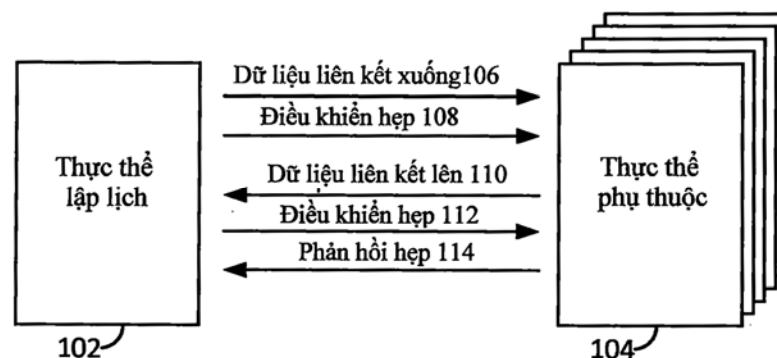 Dữ liệu liên kết xuống106
Điều khiển hẹp 108
Thực thể
lập lịch
Dữ liệu liên kết lên 110
Điều khiển hẹp 112
Phản hồi hẹp 114
Thực thể
phụ thuộc
102
104